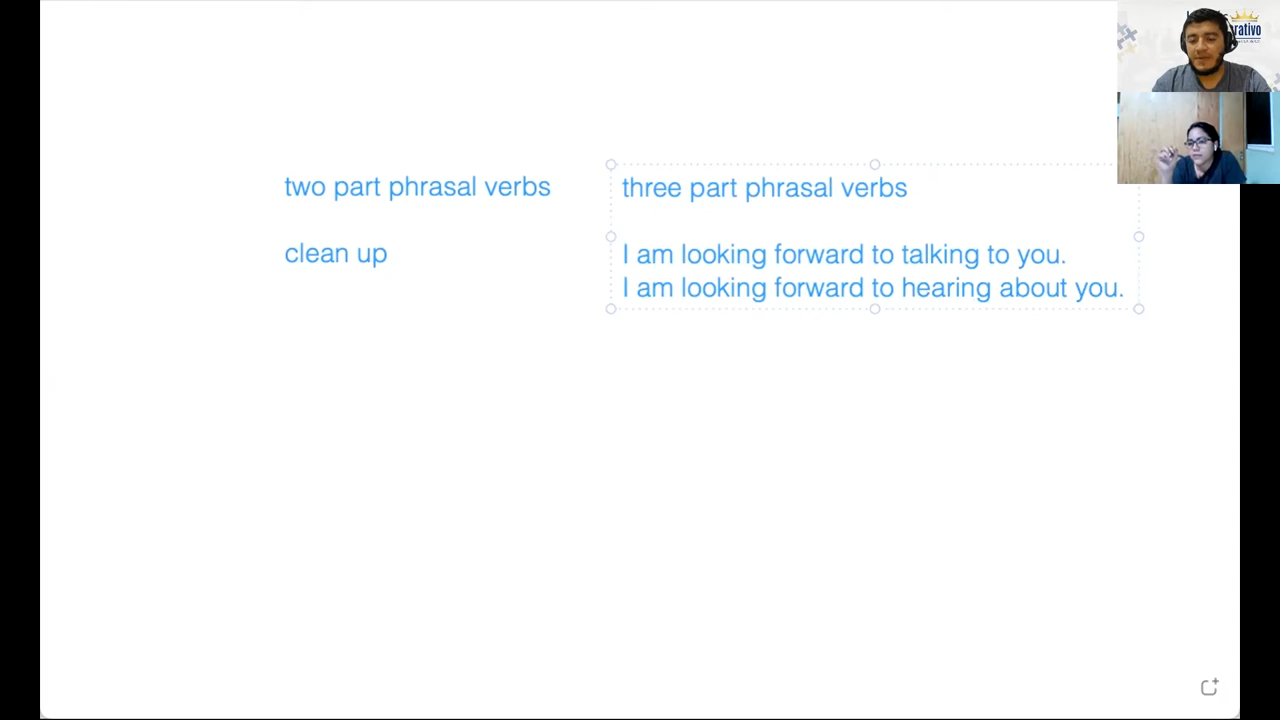 two part phrasal verbs
clean up
three part phrasal verbs
I am looking forward to talking to you.
I am looking forward to hearing about you.
rativo